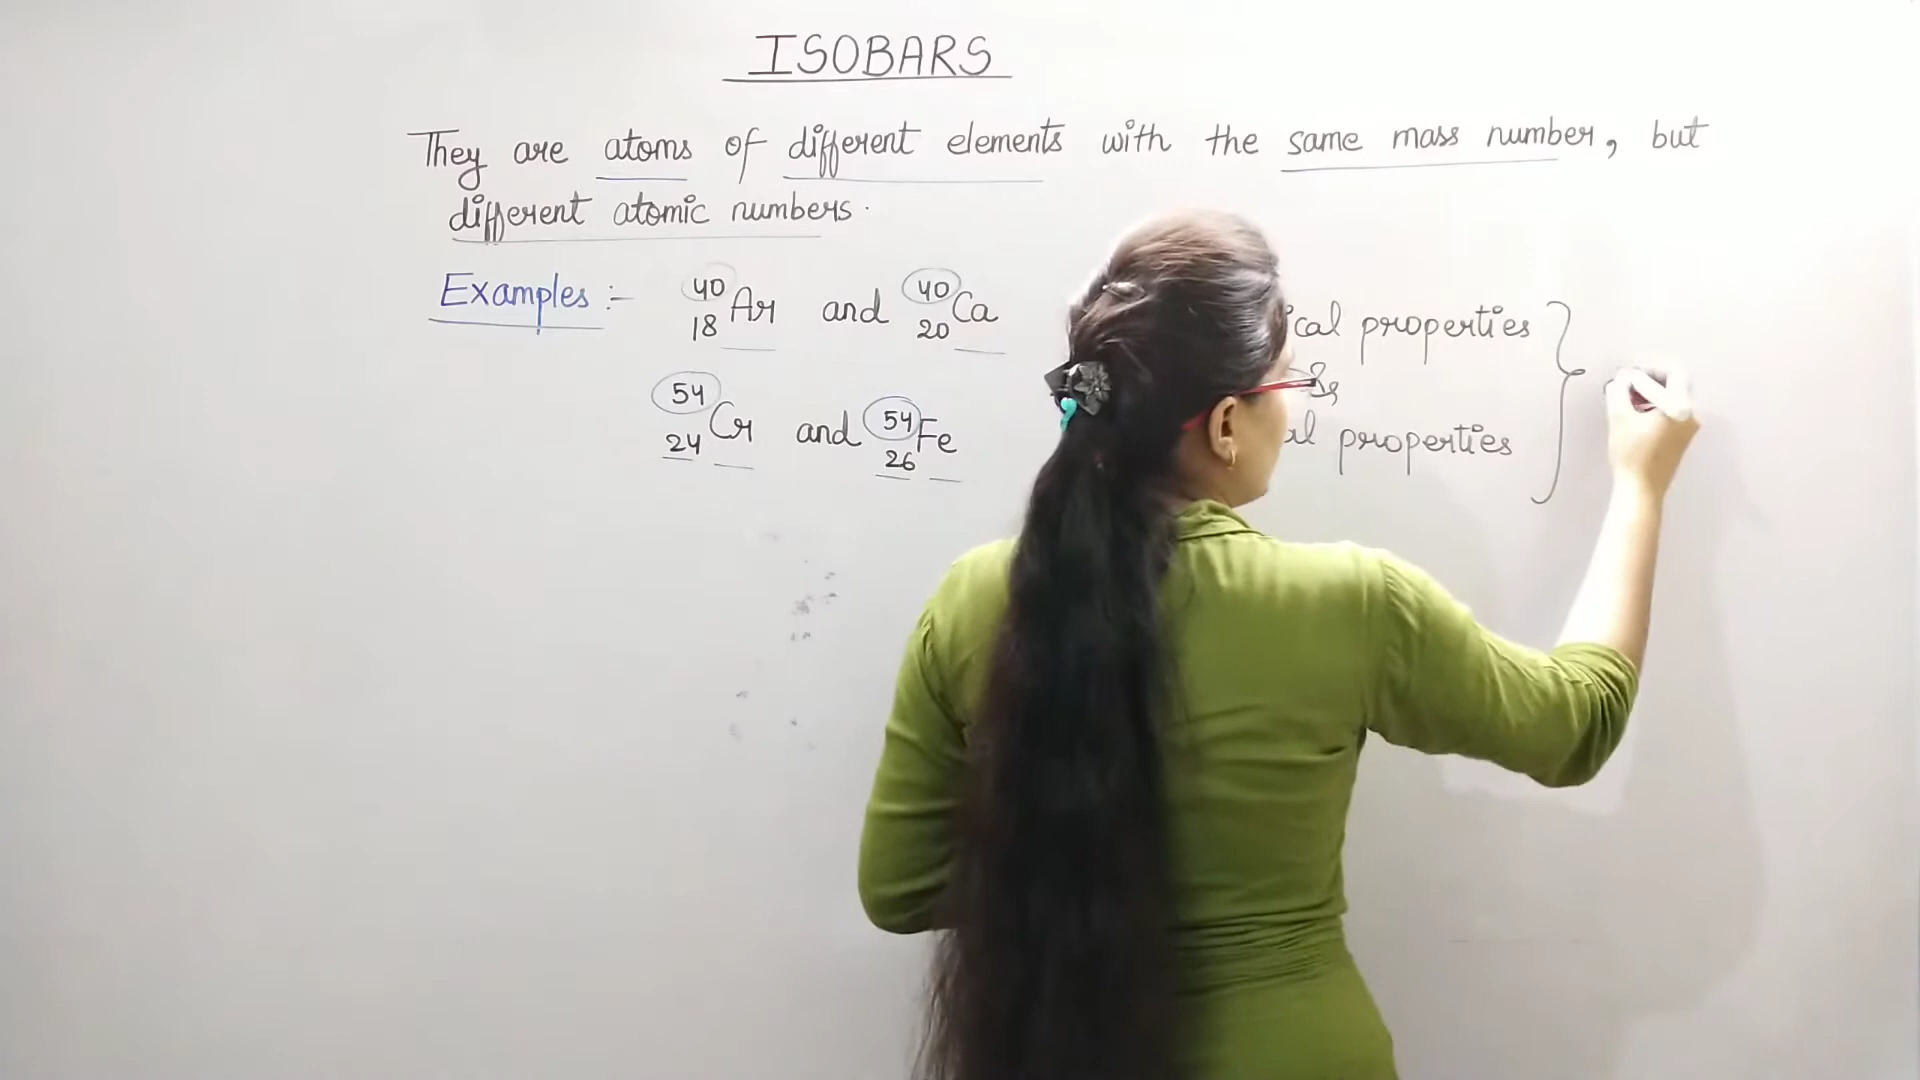 ISOBARS
They are atoms of different elements with the same mass number, but
different atomic numbers.
Examples :-
40 18 Ar and 40 20 Ca
54 24 Cr and 54 26 Fe
properties
&
properties